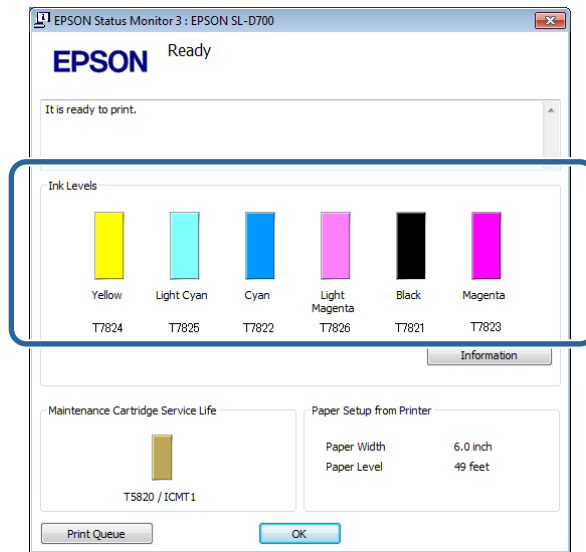 EPSON Status Monitor 3 : EPSON SL-D700
EPSON
Ready
It is ready to print.
Ink Levels
Yellow
Light Cyan
Cyan
Light
Magenta
Black
Magenta
T7824
T7825
T7822
T7826
T7821
T7823
Information
Maintenance Cartridge Service Life
T5820 / ICMT1
Paper Setup from Printer
Paper Width 6.0 inch
Paper Level 49 feet
Print Queue
OK